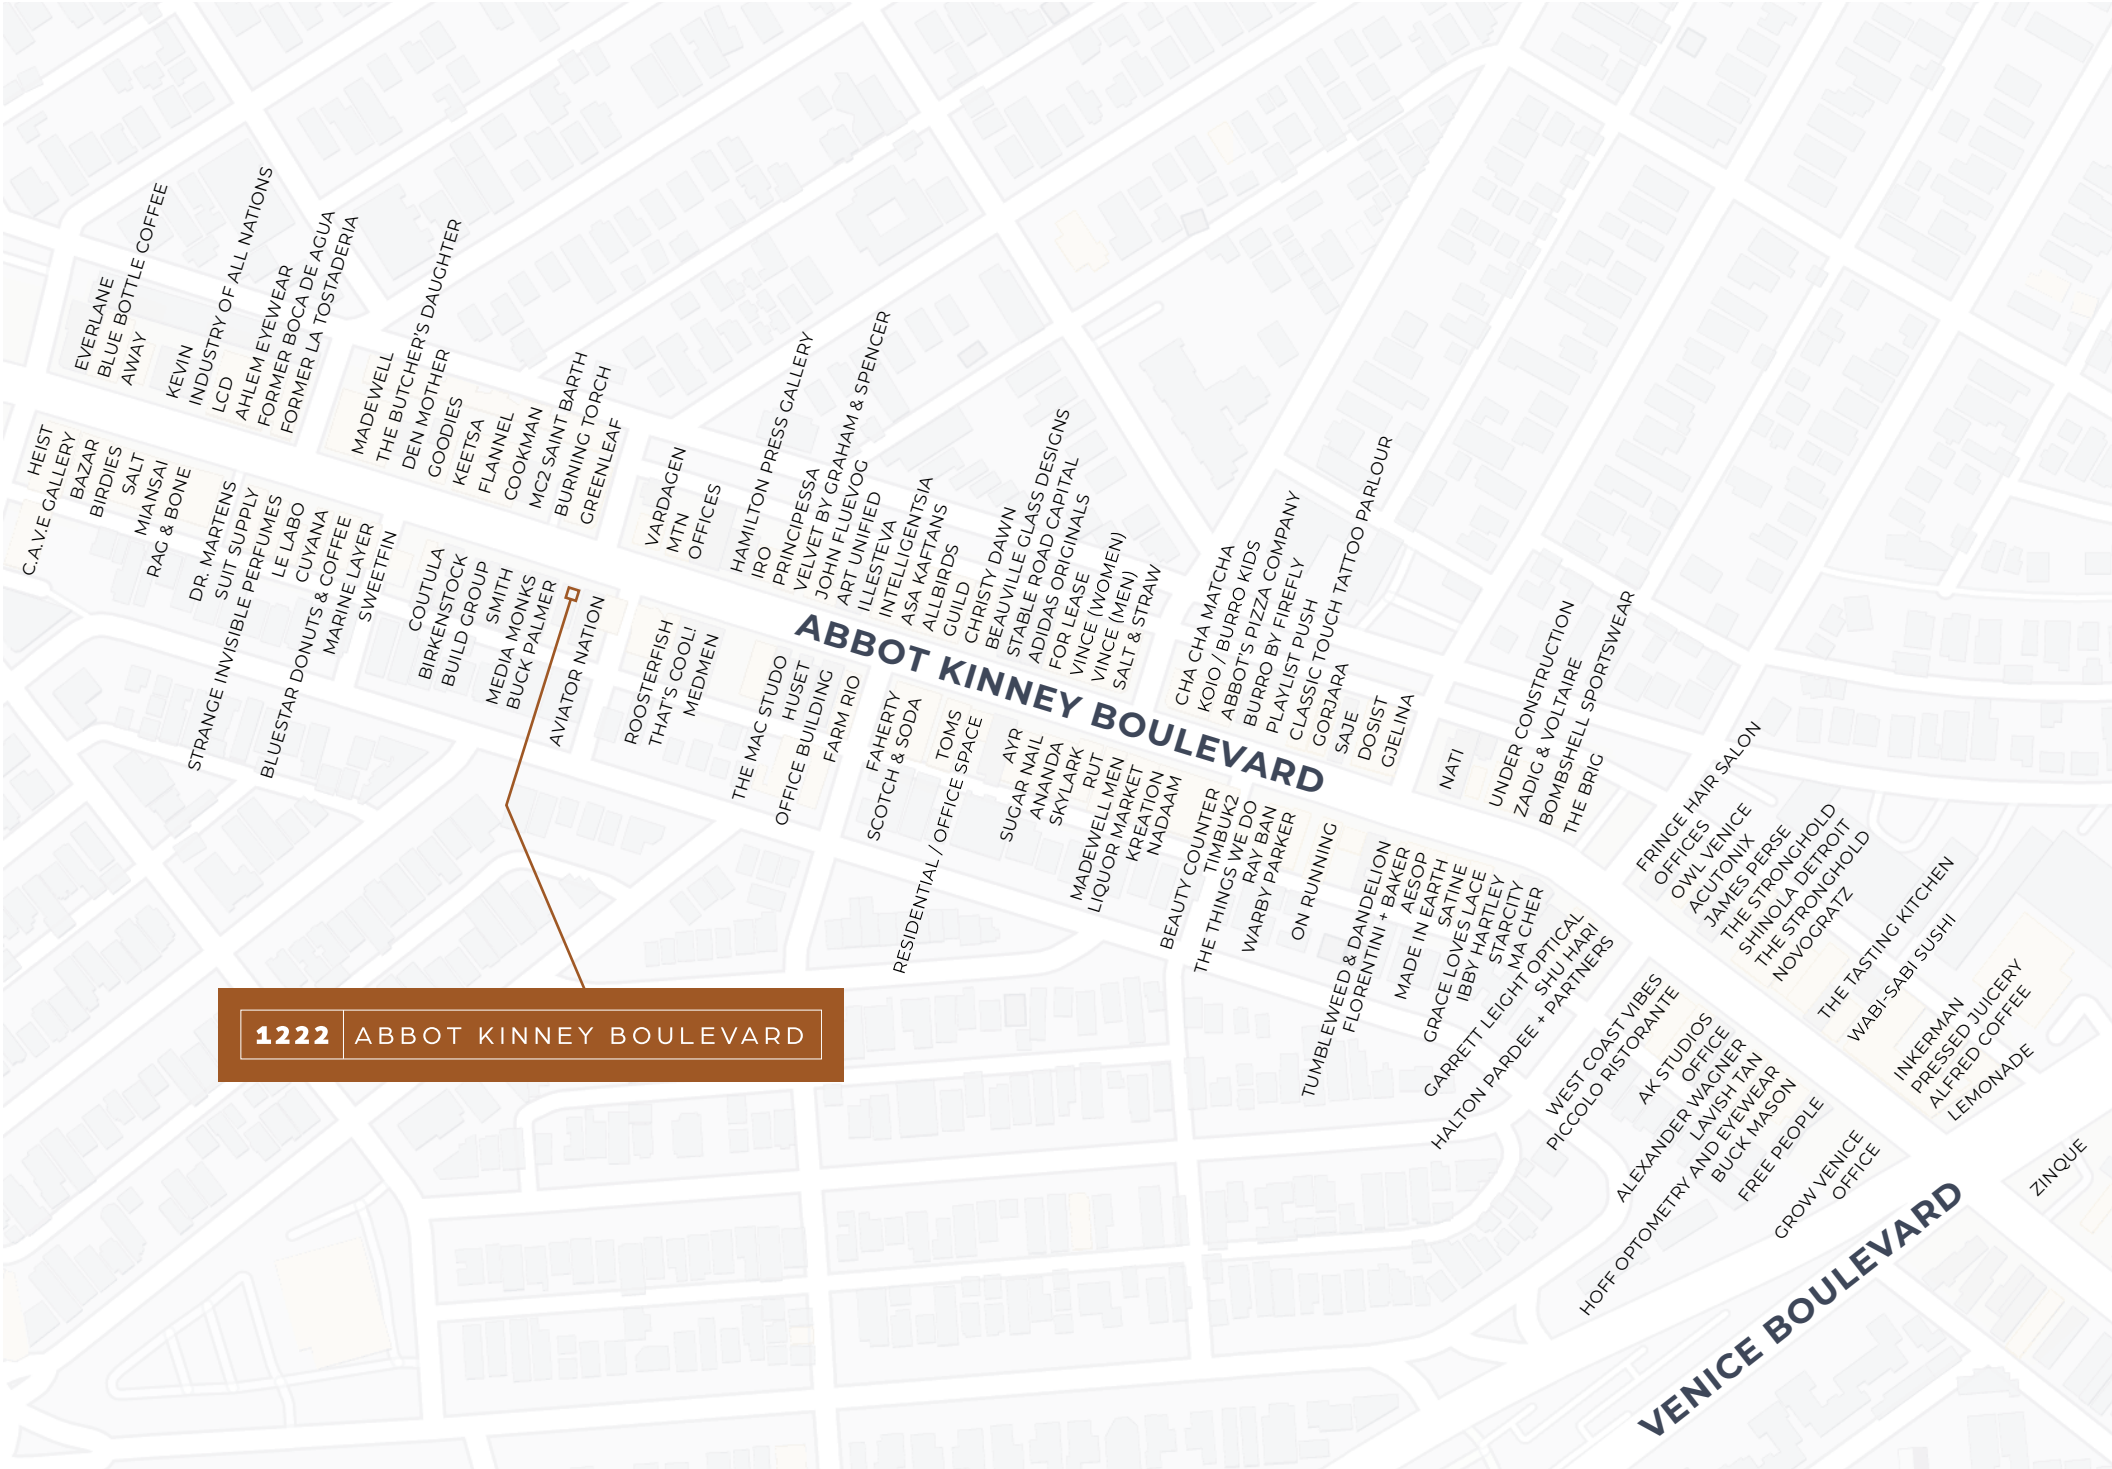 EVERLANE
BLUE BOTTLE COFFEE
AWAY
KEVIN
INDUSTRY OF ALL NATIONS
LCD
AHLEM EYEWEAR
FORMER BOCA DE AGUA
FORMER LA TOSTADERIA
MADEWELL
THE BUTCHER'S DAUGHTER
DEN MOTHER
GOODIES
KEETSA
FLANNEL
COOKMAN
MC2 SAINT BARTH
BURNING TORCH
GREENLEAF
VARDAGEN
MTN
OFFICES
HAMILTON PRESS GALLERY
IRO
PRINCIPESSA
VELVET BY GRAHAM & SPENCER
JOHN FLUEVOG
ART UNIFIED
ILLESTEVA
INTELLIGENTSIA
ASA KAFTANS
ALLBIRDS
GUILD
CHRISTY DAWN
BEAUVILLE GLASS DESIGNS
STABLE ROAD CAPITAL
ADIDAS ORIGINALS
FOR LEASE
VINCE (WOMEN)
VINCE (MEN)
SALT & STRAW
CHA CHA MATCHA
KOIO / BURRO KIDS
ABBOT'S PIZZA COMPANY
BURRO BY FIREFLY
PLAYLIST PUSH
CLASSIC TOUCH TATTOO PARLOUR
GORJARA
SAJE
DOSIST
GJELINA
NATI
UNDER CONSTRUCTION
ZADIG & VOLTAIRE
BOMBSHELL SPORTSWEAR
THE BRIG
FRINGE HAIR SALON
OFFICES
OWL VENICE
ACUTONIX
JAMES PERSE
THE STRONGHOLD
SHINOLA DETROIT
THE STRONGHOLD
NOVOGRATZ
THE TASTING KITCHEN
WABI-SABI SUSHI
INKERMAN
PRESSED JUICERY
ALFRED COFFEE
LEMONADE
ABBOT KINNEY BOULEVARD
HEIST
C.A.V.E GALLERY
BAZAR
BIRDIES
SALT
MIANSAI
RAG & BONE
DR. MARTENS
SUIT SUPPLY
STRANGE INVISIBLE PERFUMES
LE LABO
CUYANA
BLUESTAR DONUTS & COFFEE
MARINE LAYER
SWEETFIN
COUTULA
BIRKENSTOCK
BUILD GROUP
SMITH
MEDIA MONKS
BUCK PALMER
AVIATOR NATION
ROOSTERFISH
THAT'S COOL!
MEDMEN
THE MAC STUDO
HUSET
OFFICE BUILDING
FARM RIO
FAHERTY
SCOTCH & SODA
TOMS
RESIDENTIAL / OFFICE SPACE
AYR
SUGAR NAIL
ANANDA
SKYLARK
RUT
MADEWELL MEN
LIQUOR MARKET
KREATION
NADAAM
BEAUTY COUNTER
TIMBUK2
THE THINGS WE DO
RAY BAN
WARBY PARKER
ON RUNNING
TUMBLEWEED & DANDELION
FLORENTINI + BAKER
AESOP
MADE IN EARTH
SATINE
GRACE LOVES LACE
IBBY HARTLEY
STARCITY
MA CHER
GARRETT LEIGHT OPTICAL
SHU HARI
HALTON PARDEE + PARTNERS
WEST COAST VIBES
PICCOLO RISTORANTE
AK STUDIOS
OFFICE
ALEXANDER WAGNER
LAVISH TAN
HOFF OPTOMETRY AND EYEWEAR
BUCK MASON
FREE PEOPLE
GROW VENICE
OFFICE
ZINQUE
VENICE BOULEVARD
1222 ABBOT KINNEY BOULEVARD